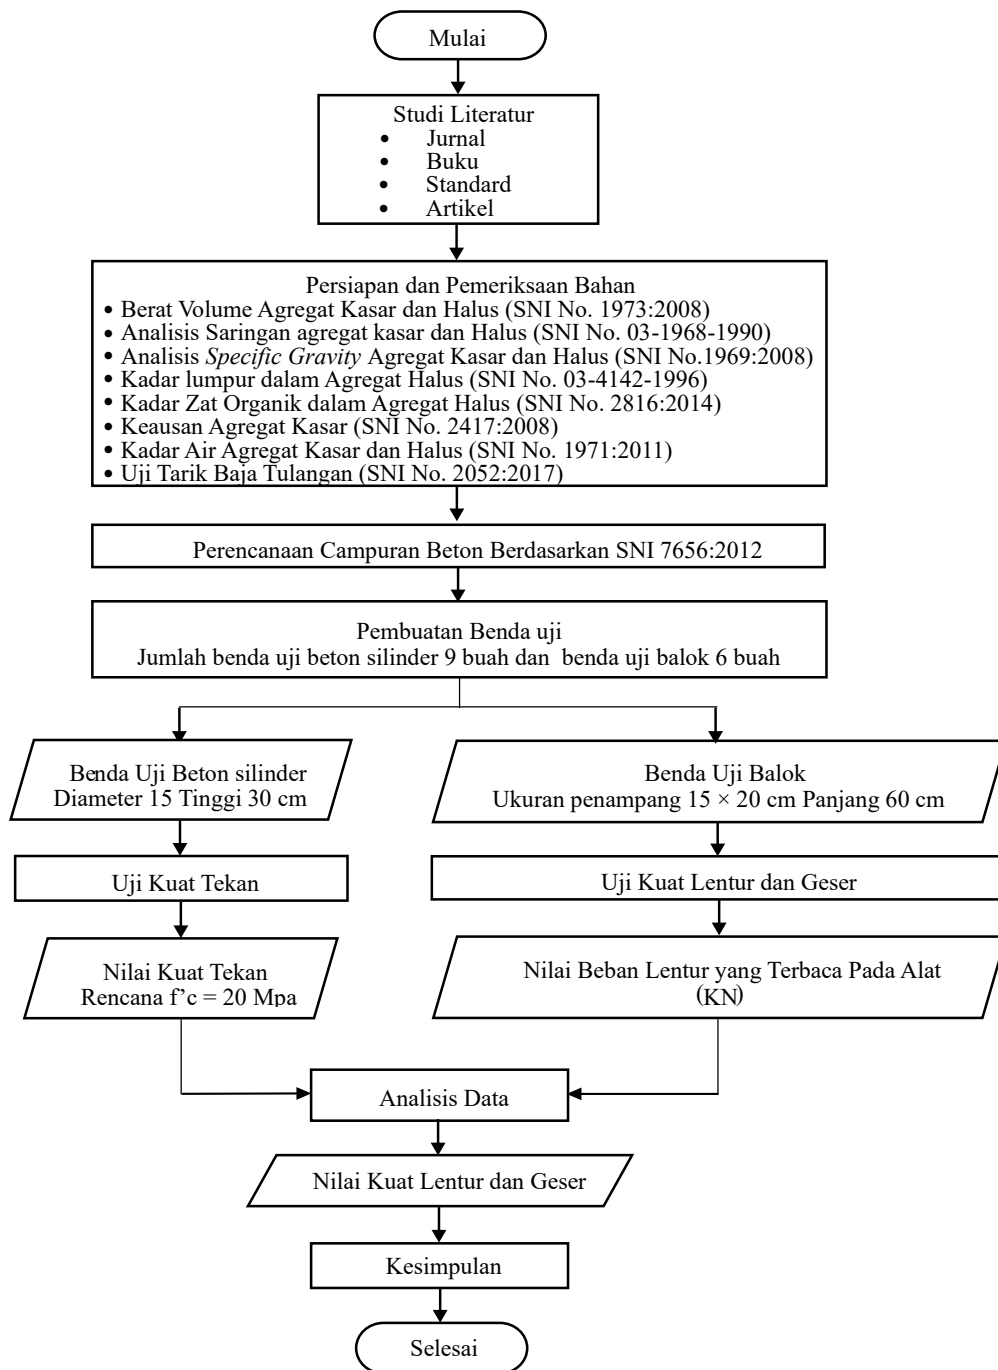 Mulai
Studi Literatur
• Jurnal
• Buku
• Standard
• Artikel
Persiapan dan Pemeriksaan Bahan
• Berat Volume Agregat Kasar dan Halus (SNI No. 1973:2008)
• Analisis Saringan agregat kasar dan Halus (SNI No. 03-1968-1990)
• Analisis Specific Gravity Agregat Kasar dan Halus (SNI No.1969:2008)
• Kadar lumpur dalam Agregat Halus (SNI No. 03-4142-1996)
• Kadar Zat Organik dalam Agregat Halus (SNI No. 2816:2014)
• Keausan Agregat Kasar (SNI No. 2417:2008)
• Kadar Air Agregat Kasar dan Halus (SNI No. 1971:2011)
• Uji Tarik Baja Tulangan (SNI No. 2052:2017)
Perencanaan Campuran Beton Berdasarkan SNI 7656:2012
Pembuatan Benda uji
Jumlah benda uji beton silinder 9 buah dan benda uji balok 6 buah
Benda Uji Beton silinder
Diameter 15 Tinggi 30 cm
Benda Uji Balok
Ukuran penampang 15 × 20 cm Panjang 60 cm
Uji Kuat Tekan
Uji Kuat Lentur dan Geser
Nilai Kuat Tekan
Rencana f’c = 20 Mpa
Nilai Beban Lentur yang Terbaca Pada Alat
(KN)
Analisis Data
Nilai Kuat Lentur dan Geser
Kesimpulan
Selesai